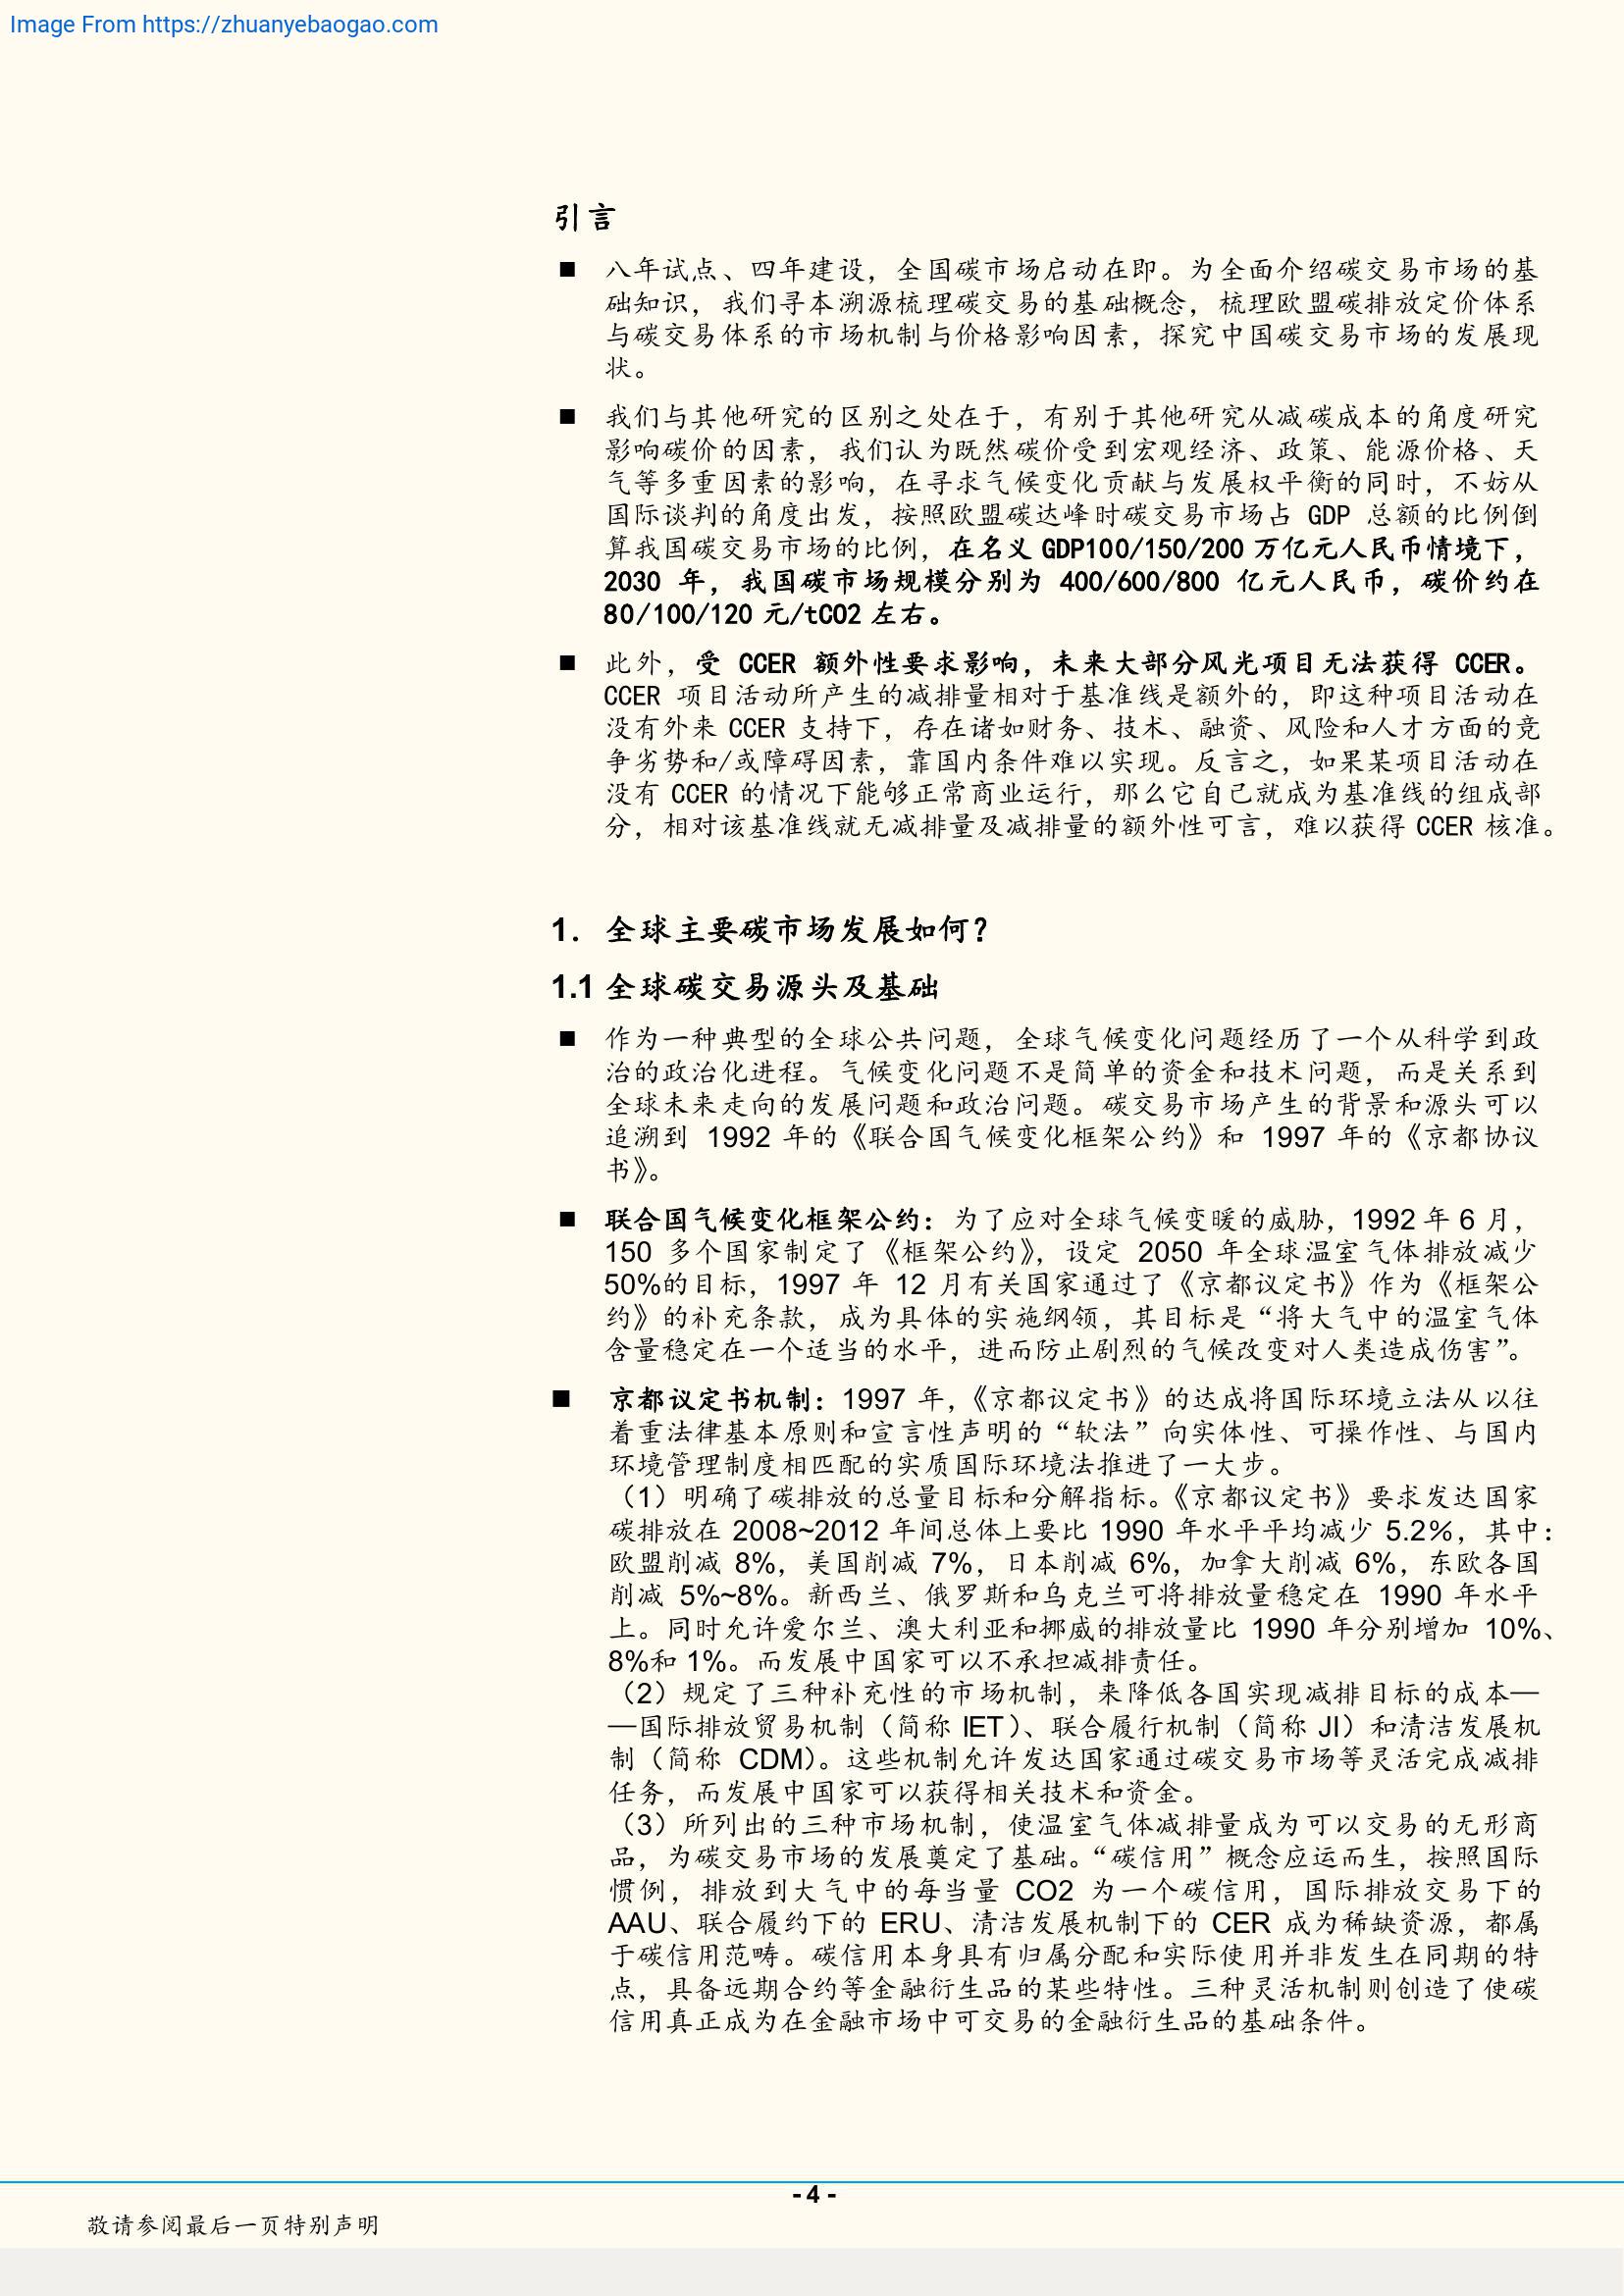 Image From https://zhuanyebaogao.com
引言
■ 八年试点、四年建设，全国碳市场启动在即。为全面介绍碳交易市场的基
础知识，我们寻本溯源梳理碳交易的基础概念，梳理欧盟碳排放定价体系
与碳交易体系的市场机制与价格影响因素，探究中国碳交易市场的发展现
状。
■ 我们与其他研究的区别之处在于，有别于其他研究从减碳成本的角度研究
影响碳价的因素，我们认为既然碳价受到宏观经济、政策、能源价格、天
气等多重因素的影响，在寻求气候变化贡献与发展权平衡的同时，不妨从
国际谈判的角度出发，按照欧盟碳达峰时碳交易市场占 GDP 总额的比例倒
算我国碳交易市场的比例，在名义 GDP100/150/200 万亿元人民币情境下，
2030 年，我国碳市场规模分别为 400/600/800 亿元人民币，碳价约在
80/100/120 元/tCO2 左右。
■ 此外，受 CCER 额外性要求影响，未来大部分风光项目无法获得 CCER。
CCER 项目活动所产生的减排量相对于基准线是额外的，即这种项目活动在
没有外来 CCER 支持下，存在诸如财务、技术、融资、风险和人才方面的竞
争劣势和/或障碍因素，靠国内条件难以实现。反言之，如果某项目活动在
没有 CCER 的情况下能够正常商业运行，那么它自己就成为基准线的组成部
分，相对该基准线就无减排量及减排量的额外性可言，难以获得 CCER 核准。
1. 全球主要碳市场发展如何？
1.1 全球碳交易源头及基础
■ 作为一种典型的全球公共问题，全球气候变化问题经历了一个从科学到政
治的政治化进程。气候变化问题不是简单的资金和技术问题，而是关系到
全球未来走向的发展问题和政治问题。碳交易市场产生的背景和源头可以
追溯到 1992 年的《联合国气候变化框架公约》和 1997 年的《京都协议
书》。
■ 联合国气候变化框架公约：为了应对全球气候变暖的威胁，1992 年 6 月，
150 多个国家制定了《框架公约》，设定 2050 年全球温室气体排放减少
50%的目标，1997 年 12 月有关国家通过了《京都议定书》作为《框架公
约》的补充条款，成为具体的实施纲领，其目标是“将大气中的温室气体
含量稳定在一个适当的水平，进而防止剧烈的气候改变对人类造成伤害”。
■ 京都议定书机制：1997 年，《京都议定书》的达成将国际环境立法从以往
着重法律基本原则和宣言性声明的“软法”向实体性、可操作性、与国内
环境管理制度相匹配的实质国际环境法推进了一大步。
（1）明确了碳排放的总量目标和分解指标。《京都议定书》要求发达国家
碳排放在 2008~2012 年间总体上要比 1990 年水平平均减少 5.2%，其中：
欧盟削减 8%，美国削减 7%，日本削减 6%，加拿大削减 6%，东欧各国
削减 5%~8%。新西兰、俄罗斯和乌克兰可将排放量稳定在 1990 年水平
上。同时允许爱尔兰、澳大利亚和挪威的排放量比 1990 年分别增加 10%、
8%和 1%。而发展中国家可以不承担减排责任。
（2）规定了三种补充性的市场机制，来降低各国实现减排目标的成本—
—国际排放贸易机制（简称 IET）、联合履行机制（简称 JI）和清洁发展机
制（简称 CDM）。这些机制允许发达国家通过碳交易市场等灵活完成减排
任务，而发展中国家可以获得相关技术和资金。
（3）所列出的三种市场机制，使温室气体减排量成为可以交易的无形商
品，为碳交易市场的发展奠定了基础。“碳信用”概念应运而生，按照国际
惯例，排放到大气中的每当量 CO2 为一个碳信用，国际排放交易下的
AAU、联合履约下的 ERU、清洁发展机制下的 CER 成为稀缺资源，都属
于碳信用范畴。碳信用本身具有归属分配和实际使用并非发生在同期的特
点，具备远期合约等金融衍生品的某些特性。三种灵活机制则创造了使碳
信用真正成为在金融市场中可交易的金融衍生品的基础条件。
- 4 -
敬请参阅最后一页特别声明